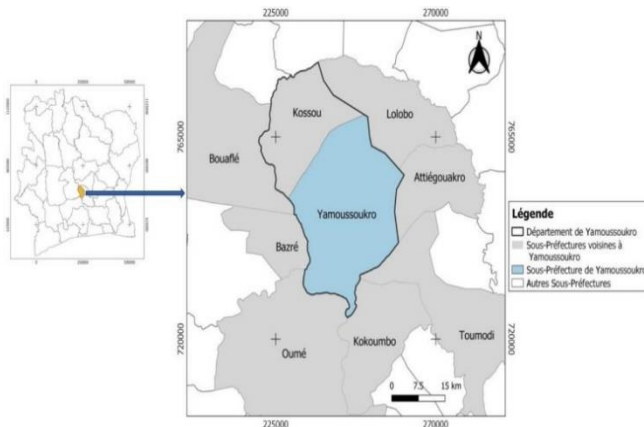 225000
270000
N
Kossou
Lolobo
765000
765000
Bouaflé
Attiégouakro
Yamoussoukro
Bazré
Légende
Département de Yamoussoukro
Sous-Préfectures voisines à
Yamoussoukro
Sous-Préfecture de Yamoussoukro
Autres Sous-Préfectures
720000
720000
Oumé
Kokoumbo
Toumodi
0 7.5 15 km
225000
270000